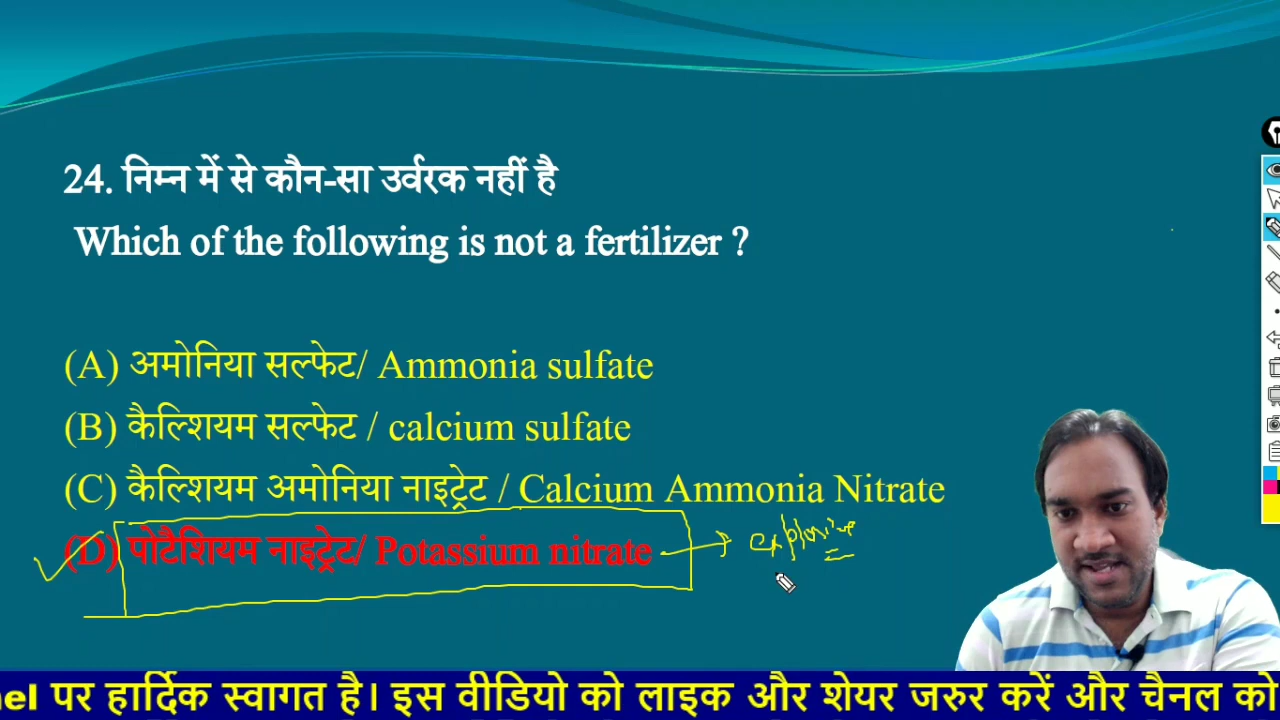 24. निम्न में से कौन-सा उर्वरक नहीं है
Which of the following is not a fertilizer ?
(A) अमोनिया सल्फेट/ Ammonia sulfate
(B) कैल्शियम सल्फेट / calcium sulfate
(C) कैल्शियम अमोनिया नाइट्रेट / Calcium Ammonia Nitrate
(D) पोटैशियम नाइट्रेट/ Potassium nitrate
explosive
nel पर हार्दिक स्वागत है। इस वीडियो को लाइक और शेयर जरुर करें और चैनल को